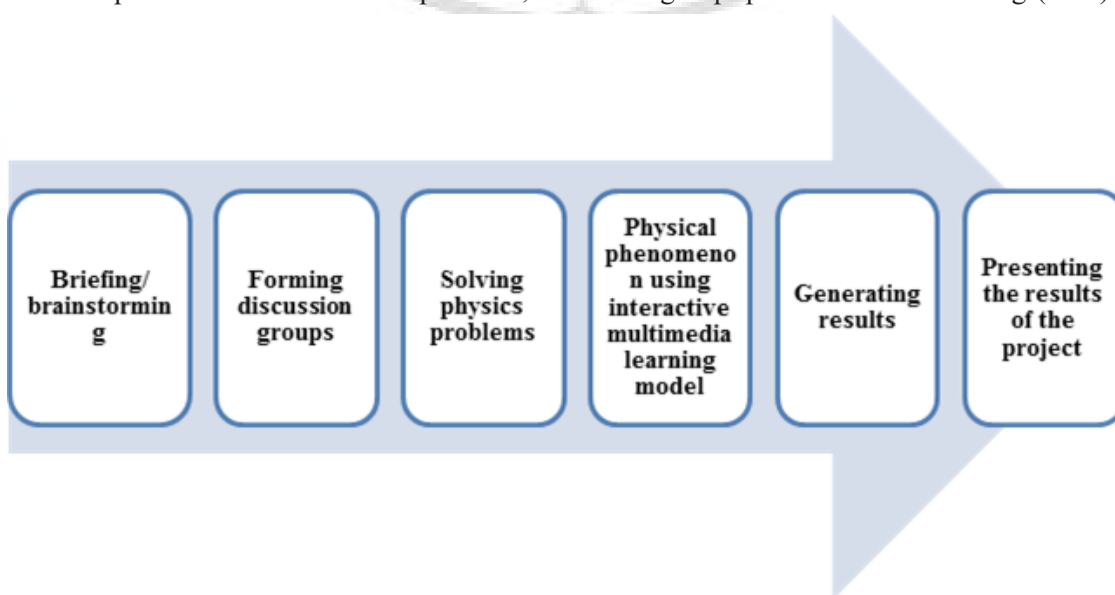 Briefing/
brainstormin
g
Forming
discussion
groups
Solving
physics
problems
Physical
phenomeno
n using
interactive
multimedia
learning
model
Generating
results
Presenting
the results
of the
project